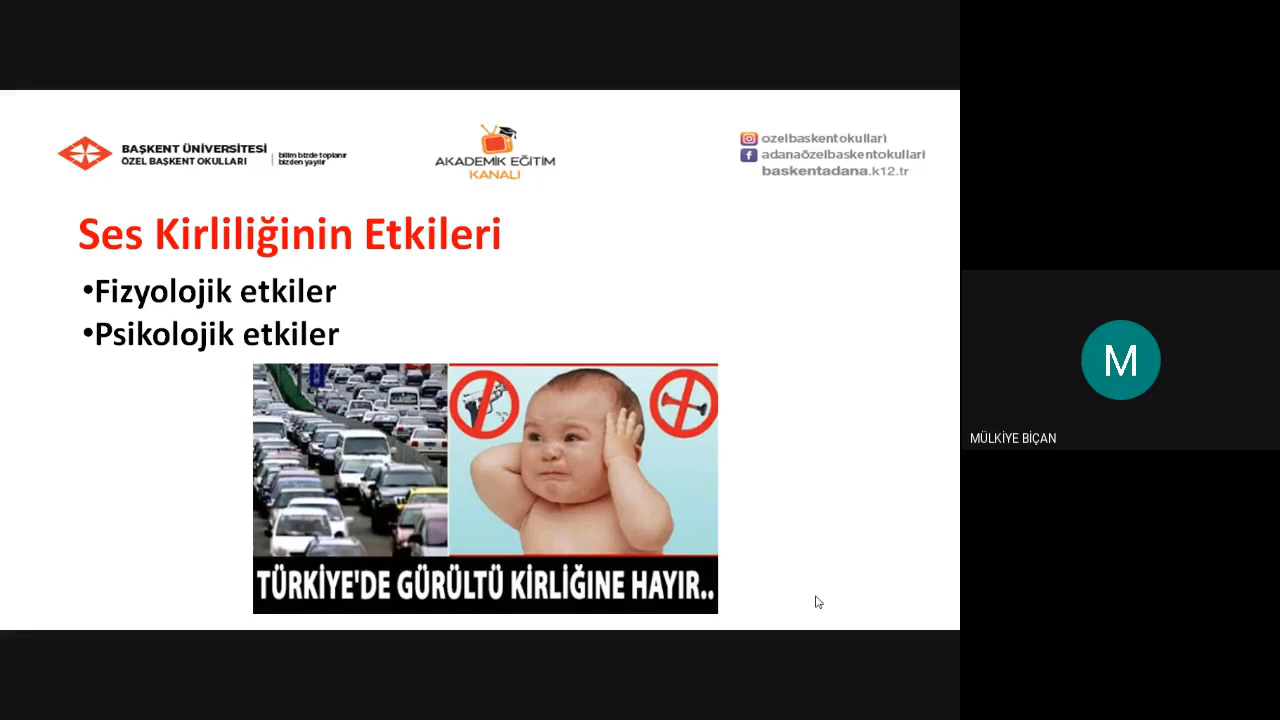 BAŞKENT ÜNİVERSİTESİ
ÖZEL BAŞKENT OKULLARI
bilim bizde toplanır
bizden yayılır
AKADEMİK EĞİTİM
KANALI
ozelbaskentokullari
adanaözelbaskentokullari
baskentadana.k12.tr
Ses Kirliliğinin Etkileri
•Fizyolojik etkiler
•Psikolojik etkiler
TÜRKİYE'DE GÜRÜLTÜ KİRLİĞİNE HAYIR..
M
MÜLKİYE BİÇAN